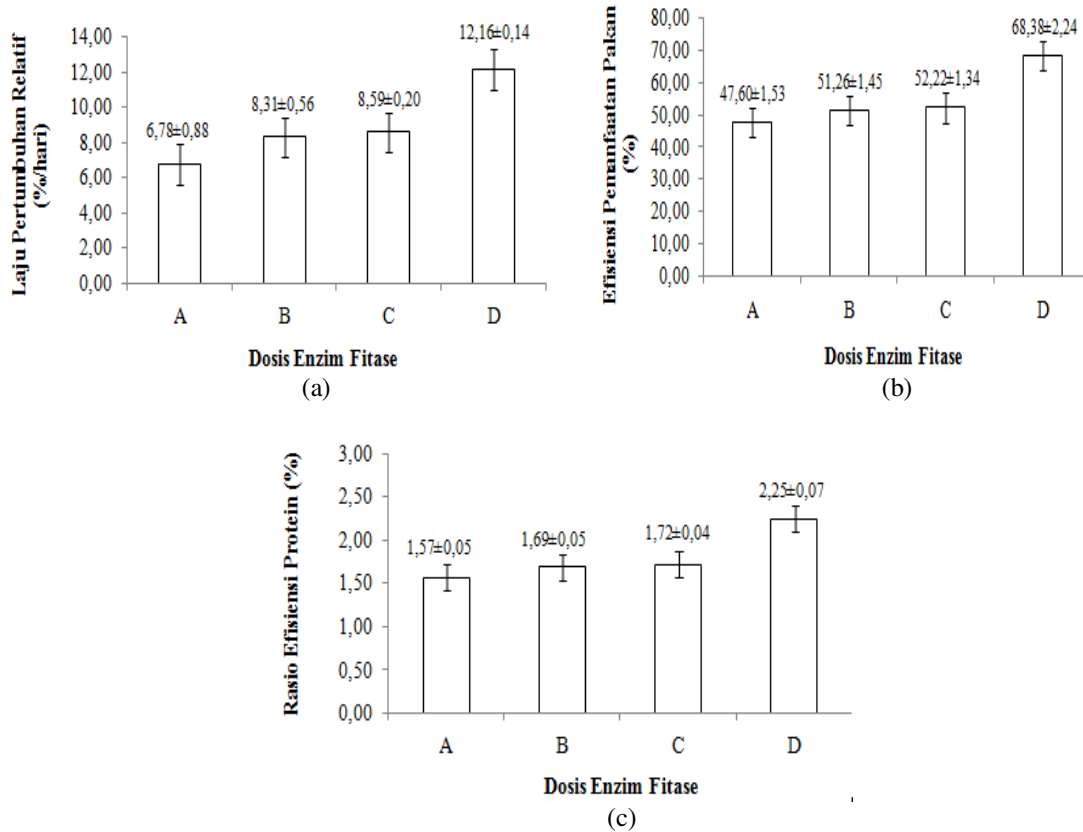 Laju Pertumbuhan Relatif
(%/hari)
14,00
12,00
10,00
8,00
6,00
4,00
2,00
0,00
6,78±0,88
8,31±0,56
8,59±0,20
12,16±0,14
A B C D
Dosis Enzim Fitase
(a)
Efisiensi Pemanfaatan Pakan
(%)
80,00
70,00
60,00
50,00
40,00
30,00
20,00
10,00
0,00
47,60±1,53
51,26±1,45
52,22±1,34
68,38±2,24
A B C D
Dosis Enzim Fitase
(b)
Rasio Efisiensi Protein (%)
3,00
2,50
2,00
1,50
1,00
0,50
0,00
1,57±0,05
1,69±0,05
1,72±0,04
2,25±0,07
A B C D
Dosis Enzim Fitase
(c)